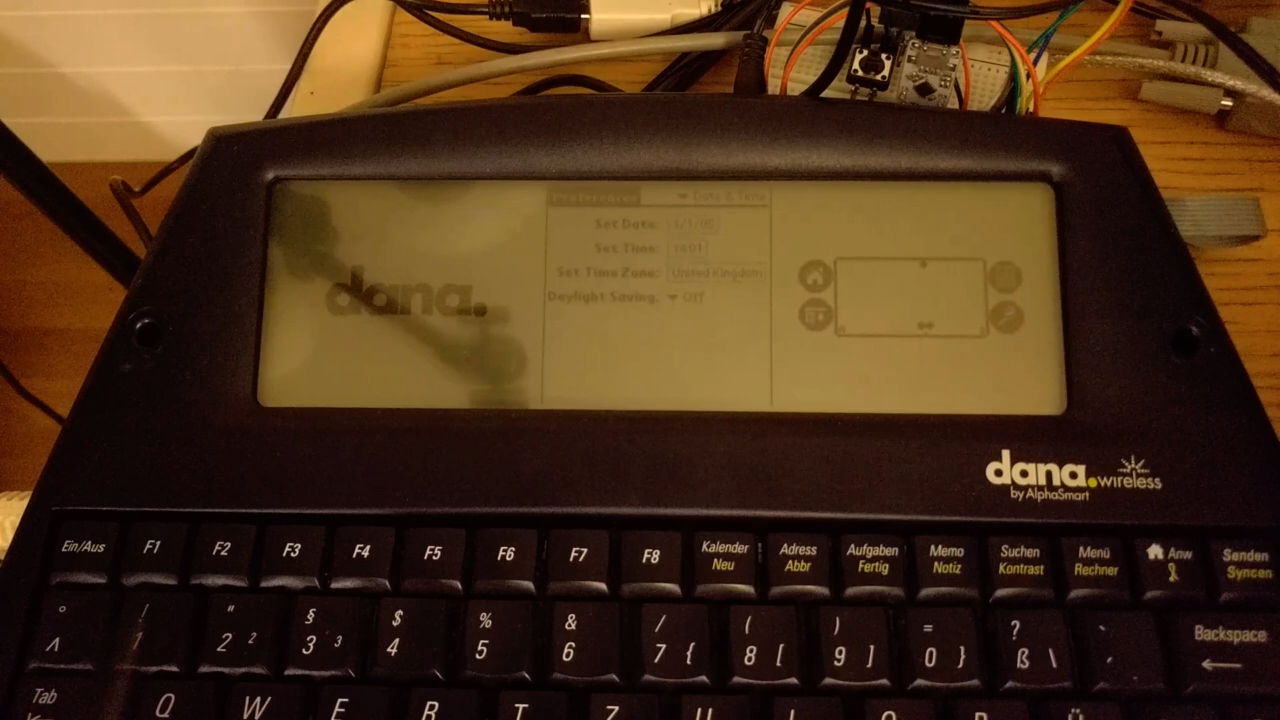 dana.
Preferences ▼ Date & Time
Set Date: 1/1/05
Set Time:
Set Time Zone: United Kingdom
Daylight Saving: ▼ Off
dana.wireless
by AlphaSmart
Ein/Aus F1 F2 F3 F4 F5 F6 F7 F8 Kalender Neu Adress Abbr Aufgaben Fertig Memo Notiz Suchen Kontrast Menü Rechner Anw Senden Syncen
° ! " § $ % & / ( ) = ? `
^ 1 2 ² 3 ³ 4 5 6 7 { 8 [ 9 ] 0 } ß \ ´ Backspace
Tab Q W E R T Z U I O P Ü